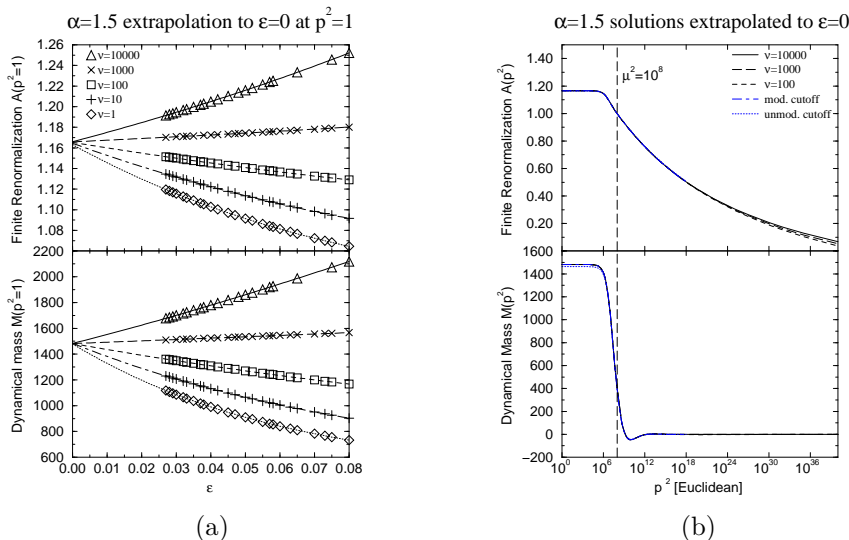 α=1.5 extrapolation to ε=0 at p²=1
Finite Renormalization A(p²=1)
1.26
1.24
1.22
1.20
1.18
1.16
1.14
1.12
1.10
1.08
ν=10000
ν=1000
ν=100
ν=10
ν=1
Dynamical mass M(p²=1)
2200
2000
1800
1600
1400
1200
1000
800
600
0.00 0.01 0.02 0.03 0.04 0.05 0.06 0.07 0.08
ε
(a)
α=1.5 solutions extrapolated to ε=0
Finite Renormalization A(p²)
1.40
1.20
1.00
0.80
0.60
0.40
0.20
μ²=10⁸
ν=10000
ν=1000
ν=100
mod. cutoff
unmod. cutoff
Dynamical Mass M(p²)
1600
1400
1200
1000
800
600
400
200
0
−200
10⁰ 10⁶ 10¹² 10¹⁸ 10²⁴ 10³⁰ 10³⁶
p² [Euclidean]
(b)